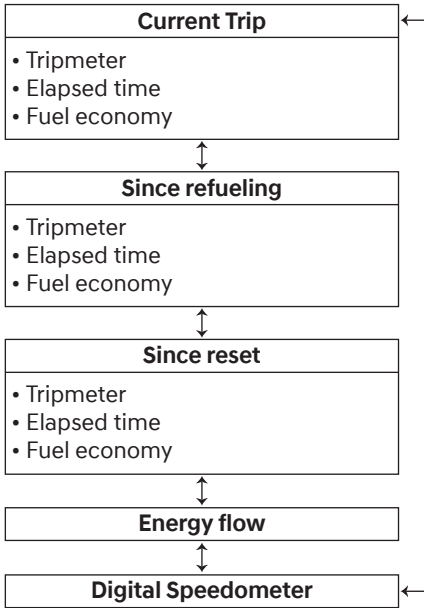 Current Trip
• Tripmeter
• Elapsed time
• Fuel economy
Since refueling
• Tripmeter
• Elapsed time
• Fuel economy
Since reset
• Tripmeter
• Elapsed time
• Fuel economy
Energy flow
Digital Speedometer